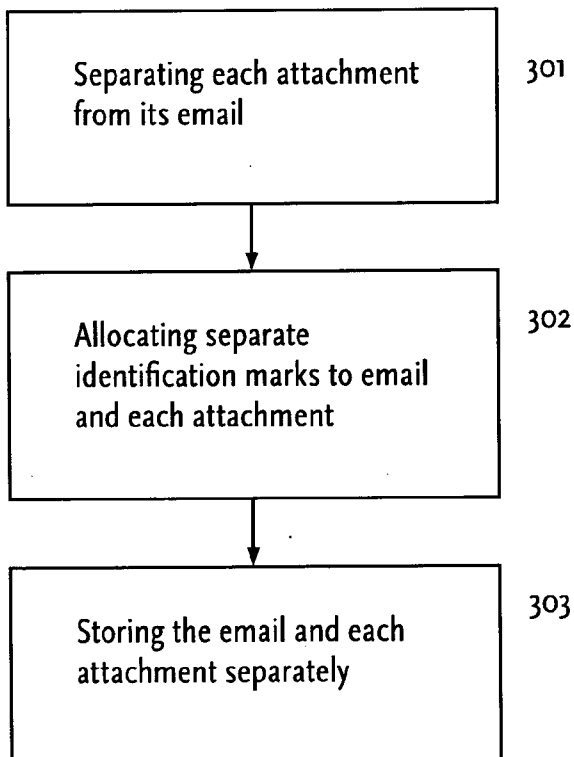 Separating each attachment 301
from its email
Allocating separate 302
identification marks to email
and each attachment
Storing the email and each 303
attachment separately